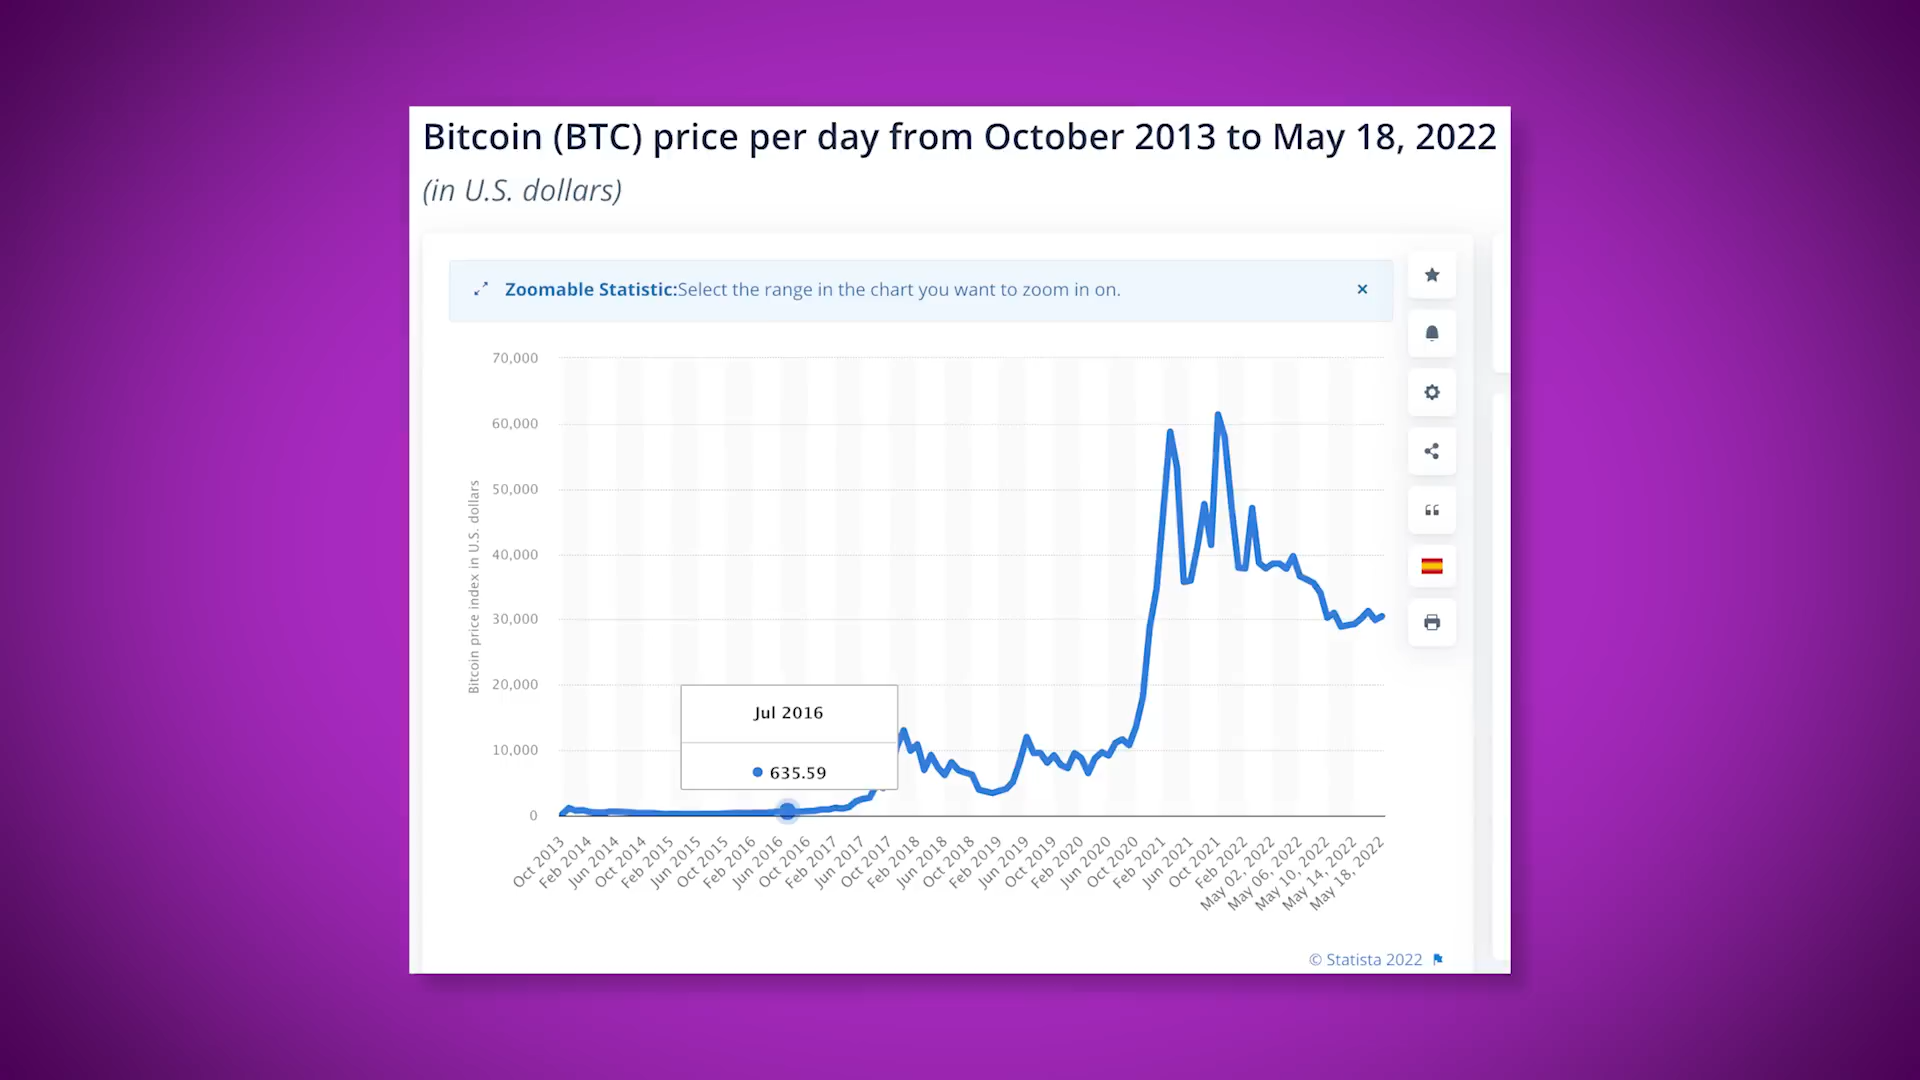 Bitcoin (BTC) price per day from October 2013 to May 18, 2022
(in U.S. dollars)
Zoomable Statistic:Select the range in the chart you want to zoom in on.
Bitcoin price index in U.S. dollars
70,000
60,000
50,000
40,000
30,000
20,000
10,000
0
Jul 2016
635.59
Oct 2013
Feb 2014
Jun 2014
Oct 2014
Feb 2015
Jun 2015
Oct 2015
Feb 2016
Jun 2016
Oct 2016
Feb 2017
Jun 2017
Oct 2017
Feb 2018
Jun 2018
Oct 2018
Feb 2019
Jun 2019
Oct 2019
Feb 2020
Jun 2020
Oct 2020
Feb 2021
Jun 2021
Oct 2021
Feb 2022
May 02, 2022
May 06, 2022
May 10, 2022
May 14, 2022
May 18, 2022
© Statista 2022